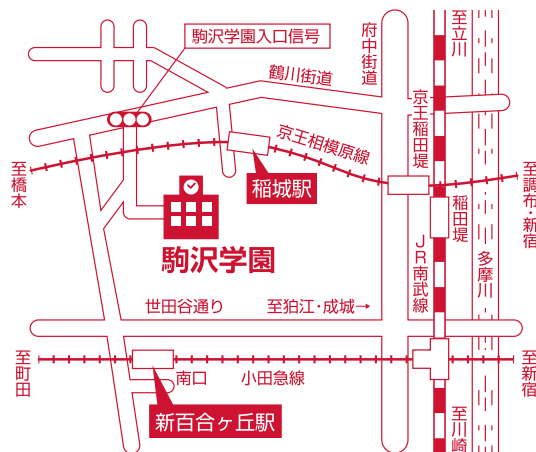 駒沢学園入口信号
府中街道
至立川
鶴川街道
京王稲田堤
京王相模原線
至橋本
至調布・新宿
稲城駅
稲田堤
駒沢学園
JR南武線
多摩川
世田谷通り
至狛江・成城→
至町田
南口
小田急線
至新宿
新百合ヶ丘駅
至川崎